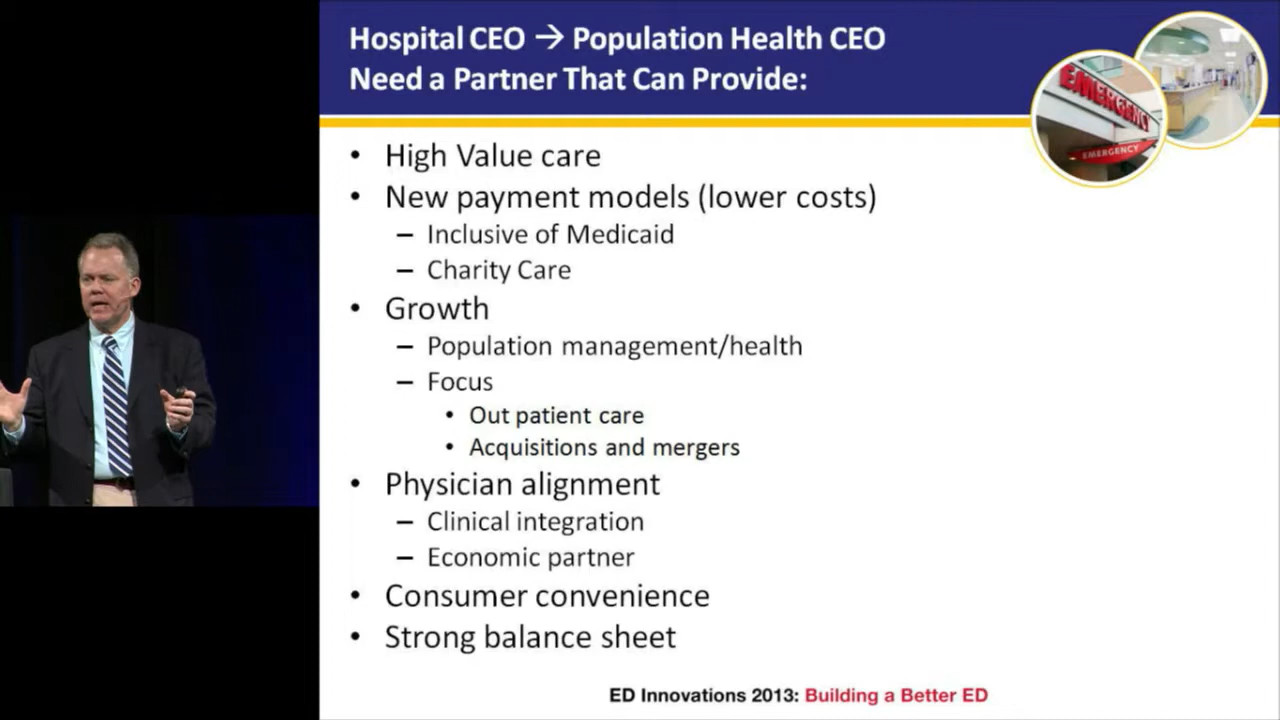 Hospital CEO → Population Health CEO
Need a Partner That Can Provide:
EMERGENCY
EMERGENCY
• High Value care
• New payment models (lower costs)
– Inclusive of Medicaid
– Charity Care
• Growth
– Population management/health
– Focus
• Out patient care
• Acquisitions and mergers
• Physician alignment
– Clinical integration
– Economic partner
• Consumer convenience
• Strong balance sheet
ED Innovations 2013: Building a Better ED